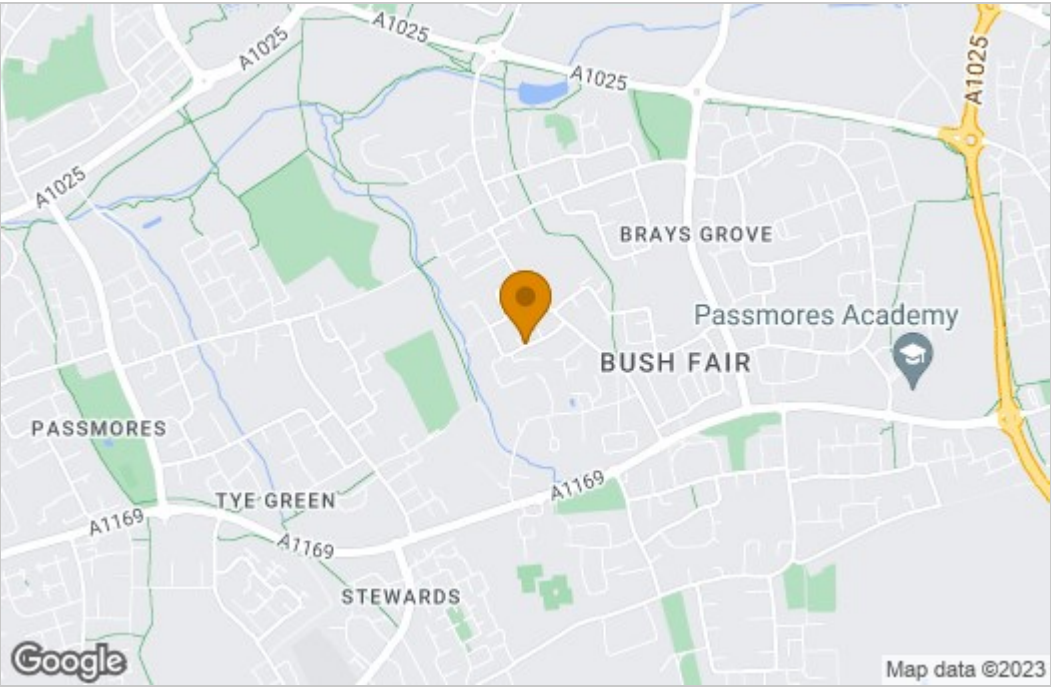 A1025
A1025
A1025
A1025
A1025
BRAYS GROVE
Passmores Academy
BUSH FAIR
PASSMORES
TYE GREEN
A1169
A1169
A1169
STEWARDS
Google
Map data ©2023